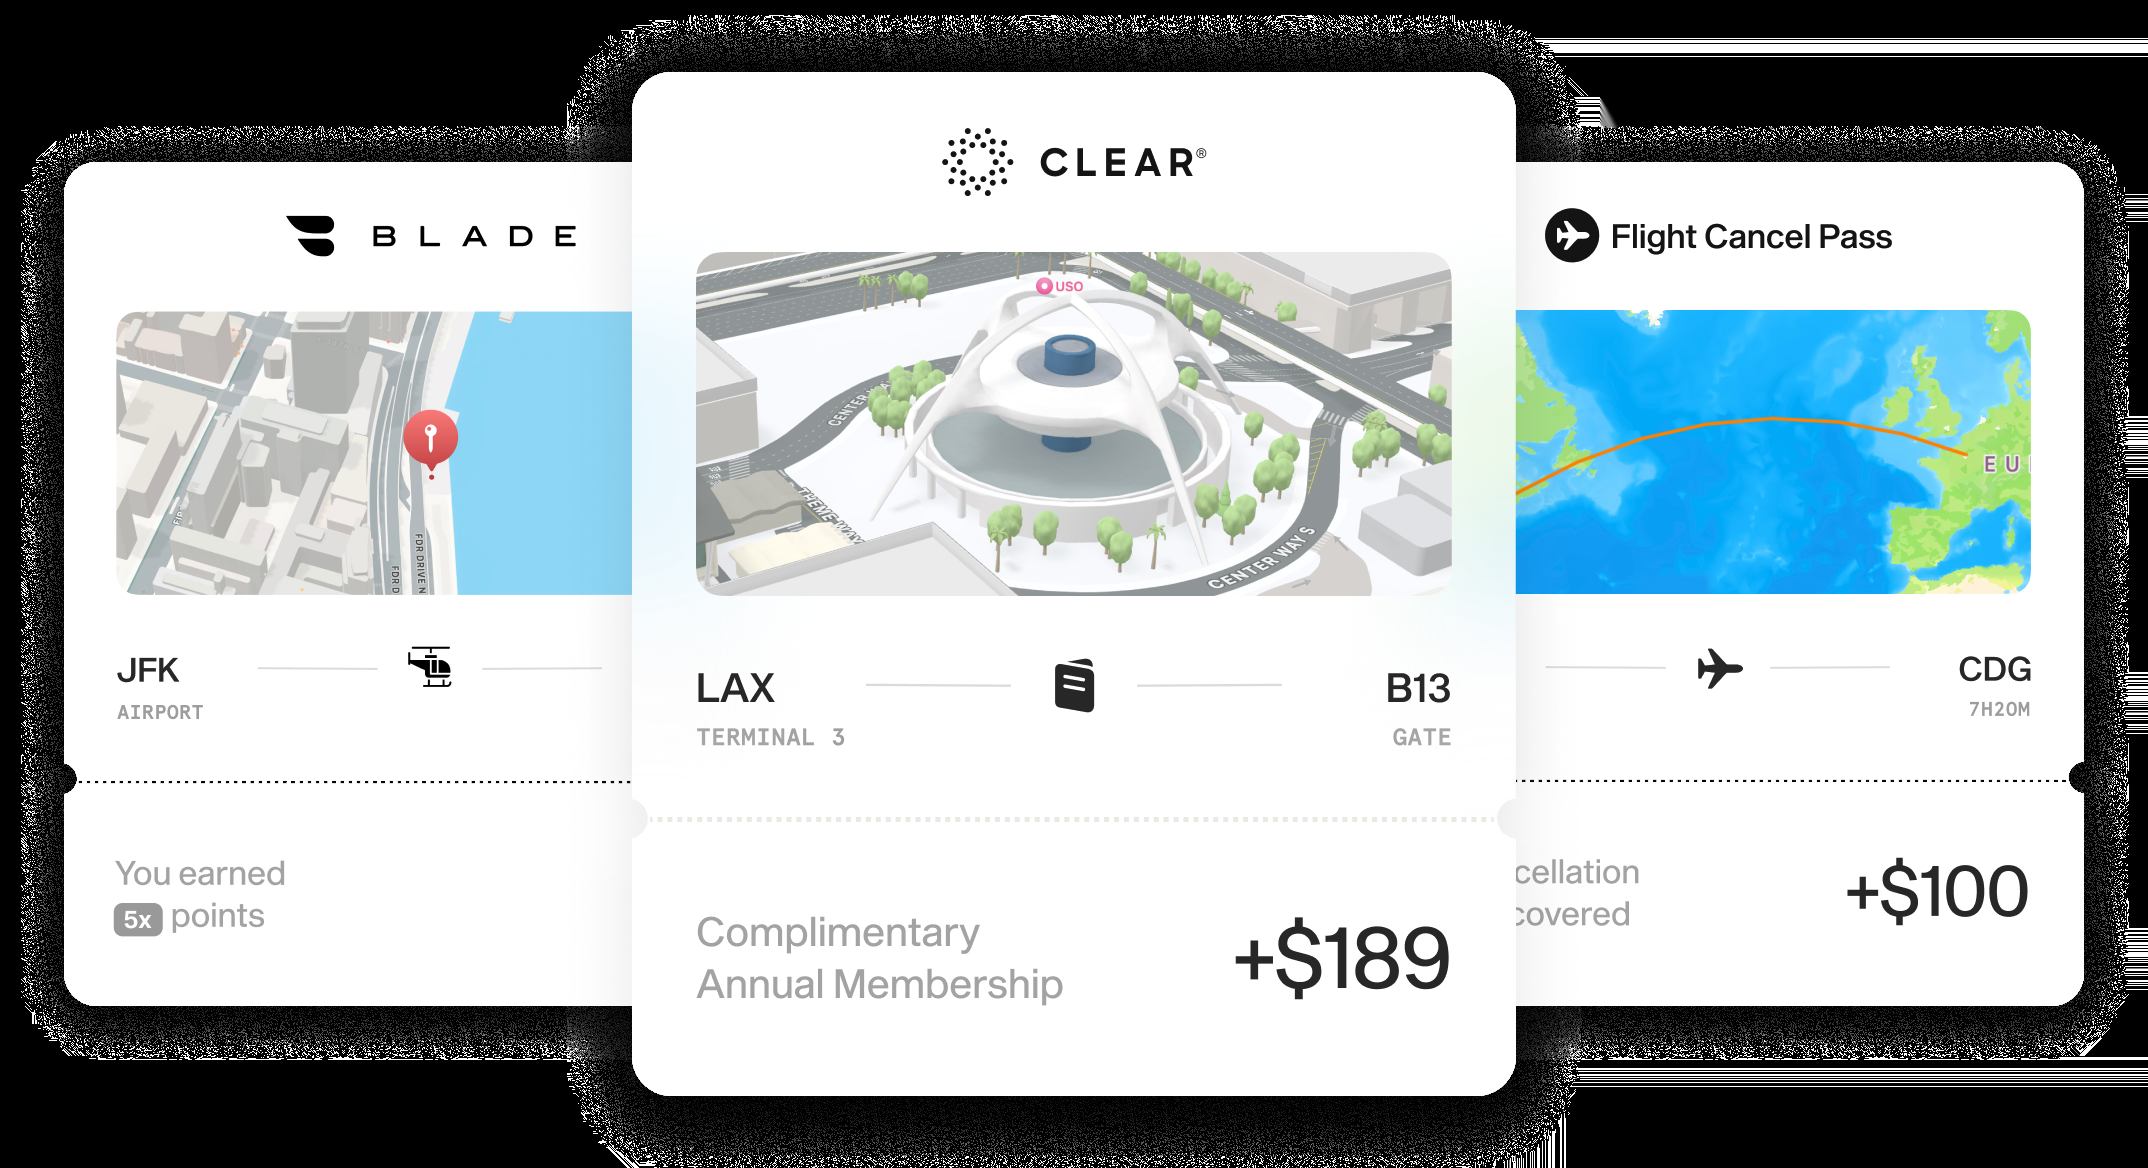 BLADE
FDR DRIVE N
FDR D
JFK
AIRPORT
You earned
5x points
CLEAR®
USO
CENTER WA
THEME WAY
CENTER WAY S
LAX
B13
TERMINAL 3
GATE
Complimentary
Annual Membership
+$189
Flight Cancel Pass
EU
CDG
7H20M
cellation
covered
+$100